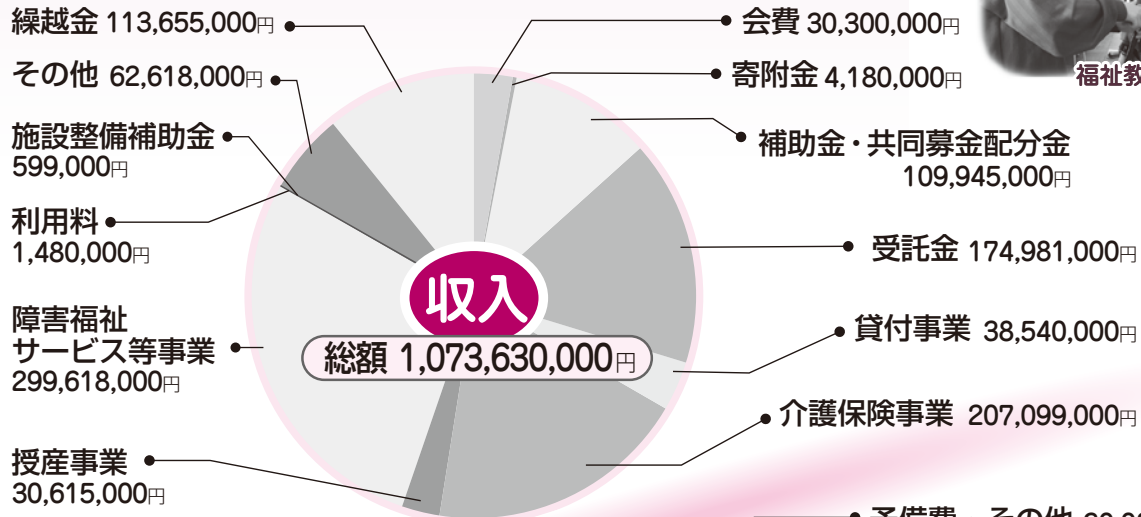 繰越金 113,655,000円
その他 62,618,000円
施設整備補助金
599,000円
利用料
1,480,000円
障害福祉
サービス等事業
299,618,000円
授産事業
30,615,000円
収入
総額 1,073,630,000円
会費 30,300,000円
寄附金 4,180,000円
補助金・共同募金配分金
109,945,000円
受託金 174,981,000円
貸付事業 38,540,000円
介護保険事業 207,099,000円
福祉教
その他